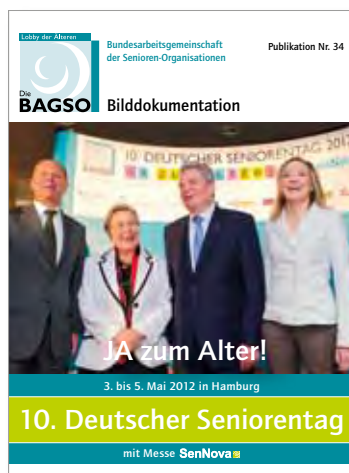 Lobby der Älteren
Die
BAGSO
Bundesarbeitsgemeinschaft
der Senioren-Organisationen
Publikation Nr. 34
Bilddokumentation
10. DEUTSCHER SENIORENTAG 2012
JA zum Alter!
3. bis 5. Mai 2012 in Hamburg
10. Deutscher Seniorentag
mit Messe SenNova